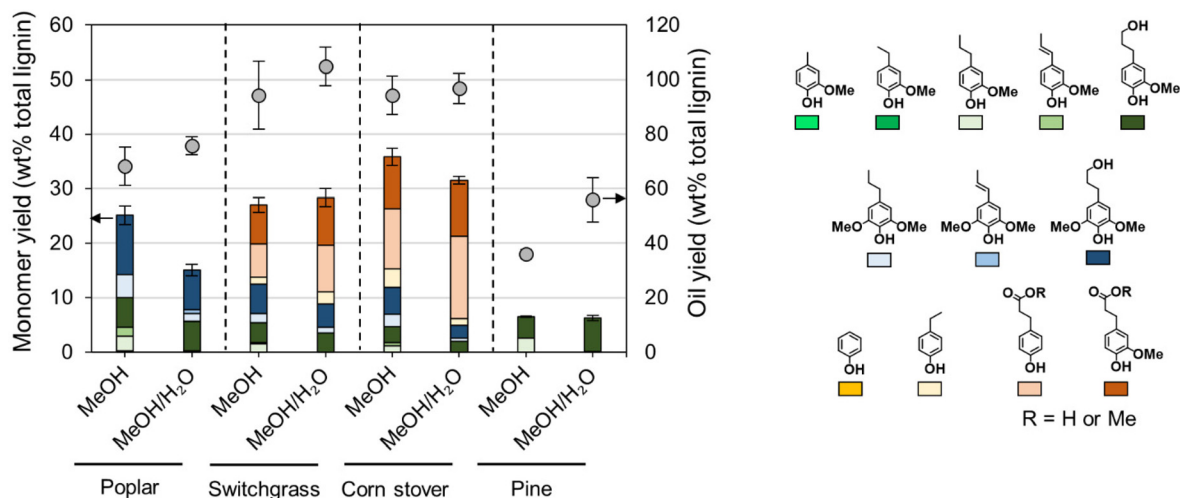 Monomer yield (wt% total lignin)
60
50
40
30
20
10
0
120
100
80
60
40
20
0
Oil yield (wt% total lignin)
MeOH
MeOH/H₂O
MeOH
MeOH/H₂O
MeOH
MeOH/H₂O
MeOH
MeOH/H₂O
Poplar
Switchgrass
Corn stover
Pine
OH
OMe
OH
OMe
OH
OMe
OH
OMe
OH
OMe
OH
MeO
OMe
OH
MeO
OMe
OH
OH
MeO
OMe
OH
OH
OH
O
OR
OH
O
OR
OMe
OH
R = H or Me